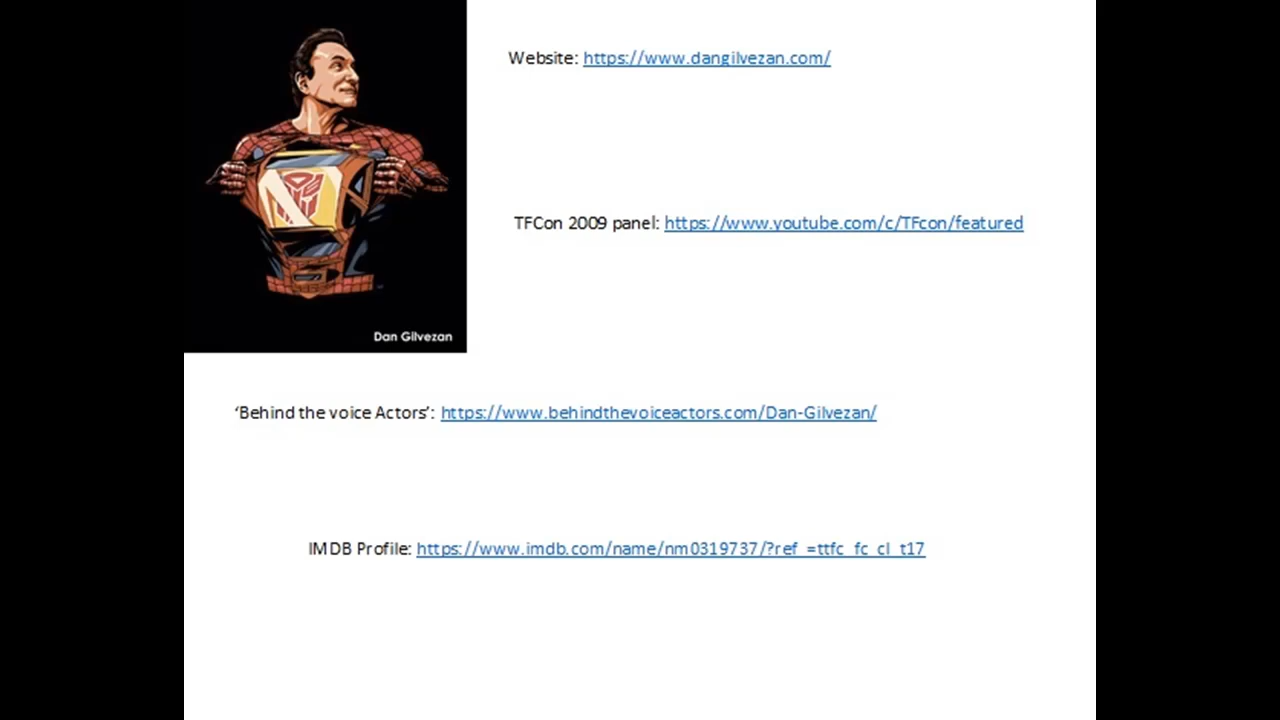 Website: https://www.dangilvezan.com/
TFCon 2009 panel: https://www.youtube.com/c/TFcon/featured
Dan Gilvezan
‘Behind the voice Actors’: https://www.behindthevoiceactors.com/Dan-Gilvezan/
IMDB Profile: https://www.imdb.com/name/nm0319737/?ref_=ttfc_fc_cl_t17